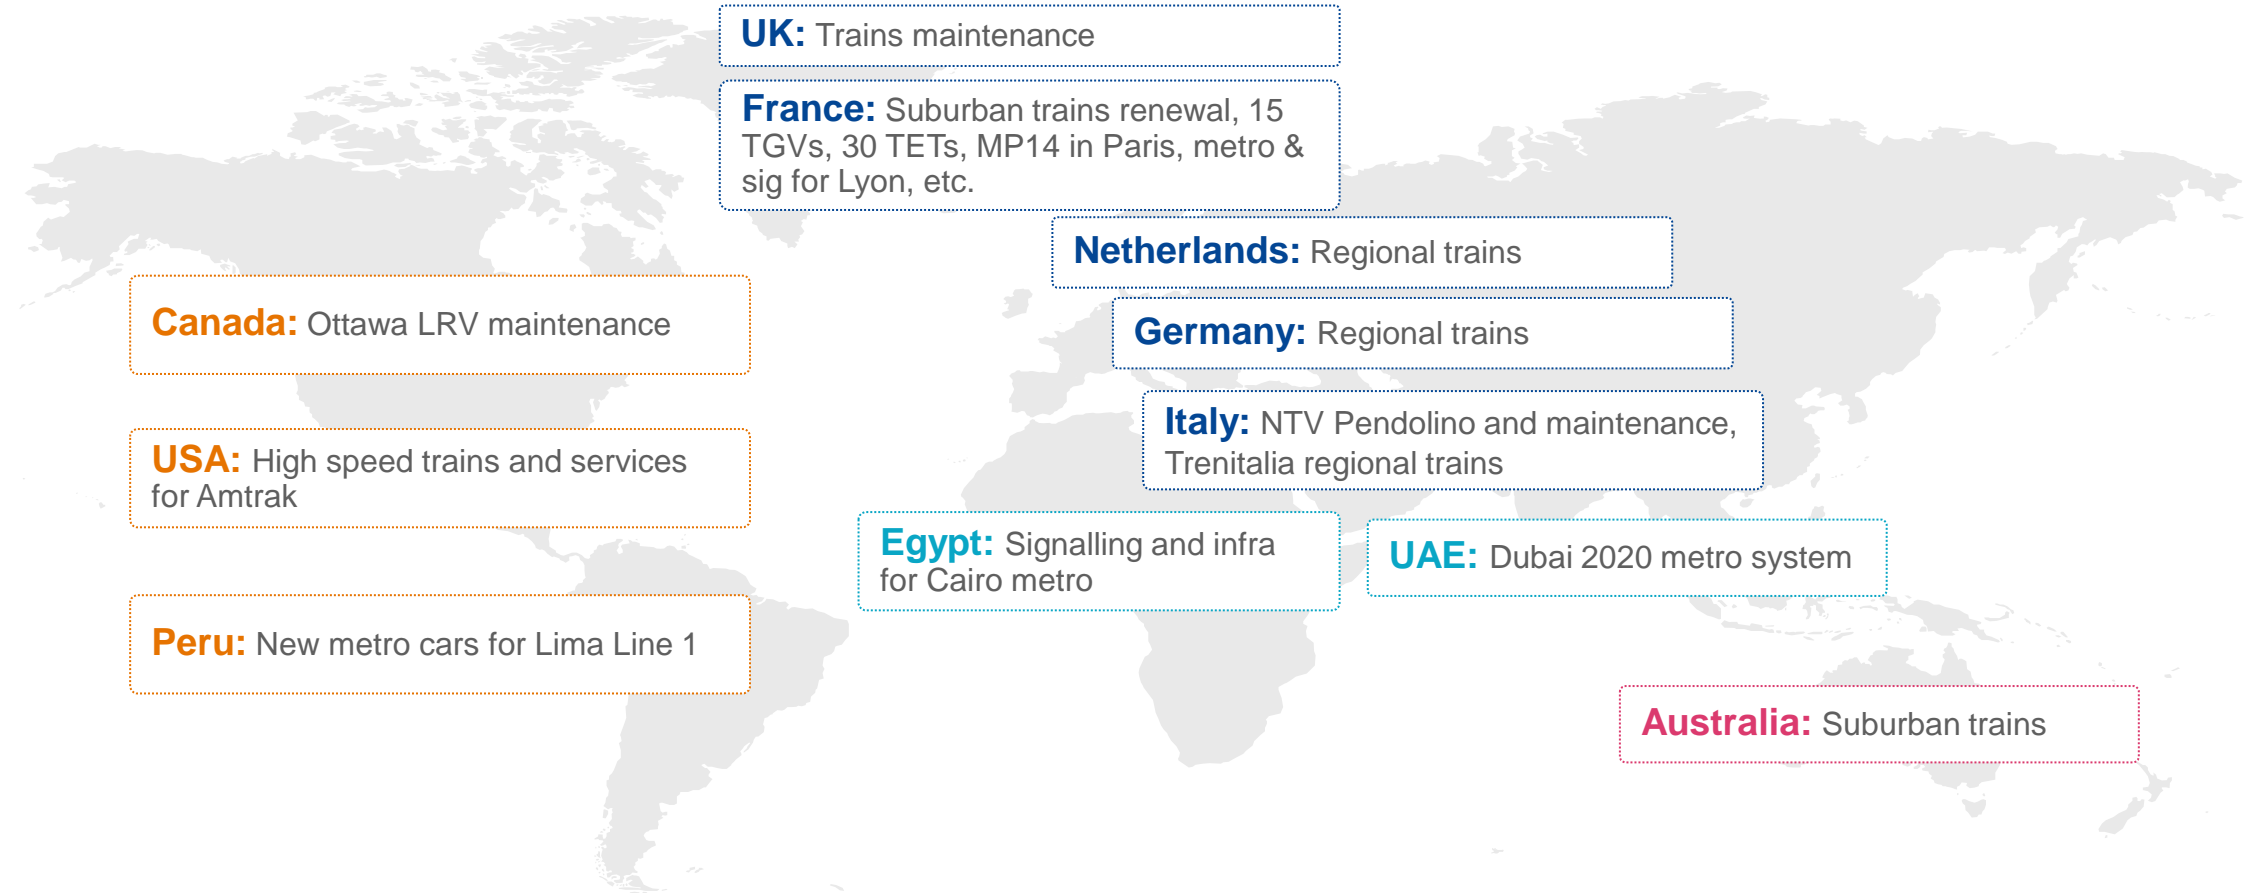 UK: Trains maintenance
France: Suburban trains renewal, 15
TGVs, 30 TETs, MP14 in Paris, metro &
sig for Lyon, etc.
Netherlands: Regional trains
Canada: Ottawa LRV maintenance
Germany: Regional trains
Italy: NTV Pendolino and maintenance,
Trenitalia regional trains
USA: High speed trains and services
for Amtrak
Egypt: Signalling and infra
for Cairo metro
UAE: Dubai 2020 metro system
Peru: New metro cars for Lima Line 1
Australia: Suburban trains